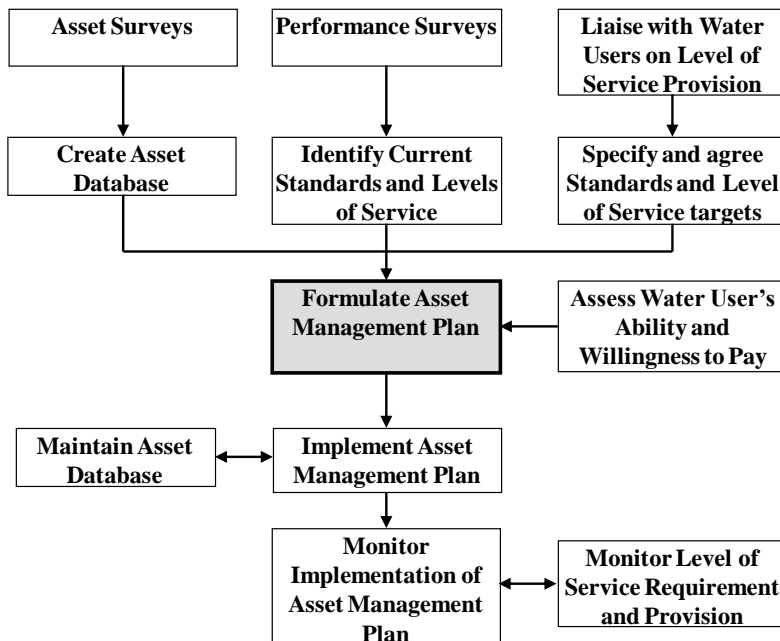 Asset Surveys
Performance Surveys
Liaise with Water
Users on Level of
Service Provision
Create Asset
Database
Identify Current
Standards and Levels
of Service
Specify and agree
Standards and Level
of Service targets
Formulate Asset
Management Plan
Assess Water User’s
Ability and
Willingness to Pay
Maintain Asset
Database
Implement Asset
Management Plan
Monitor
Implementation of
Asset Management
Plan
Monitor Level of
Service Requirement
and Provision